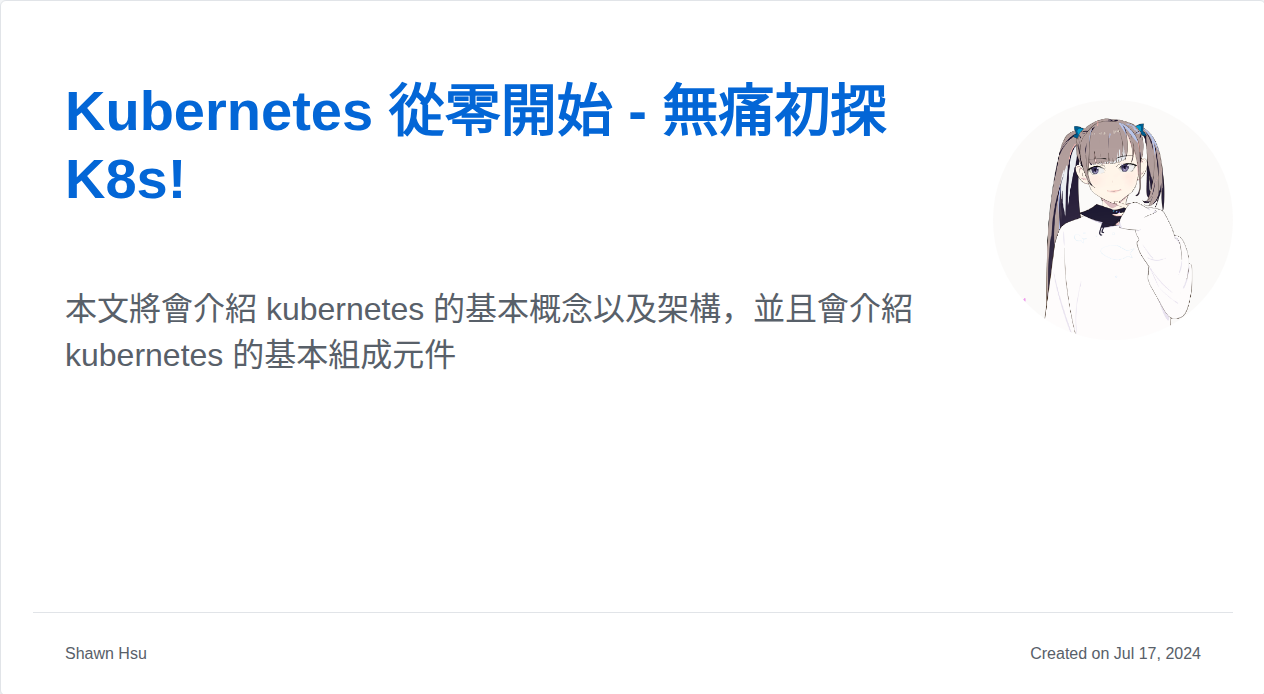 Kubernetes 從零開始 - 無痛初探
K8s!
本文將會介紹 kubernetes 的基本概念以及架構，並且會介紹
kubernetes 的基本組成元件
Shawn Hsu
Created on Jul 17, 2024